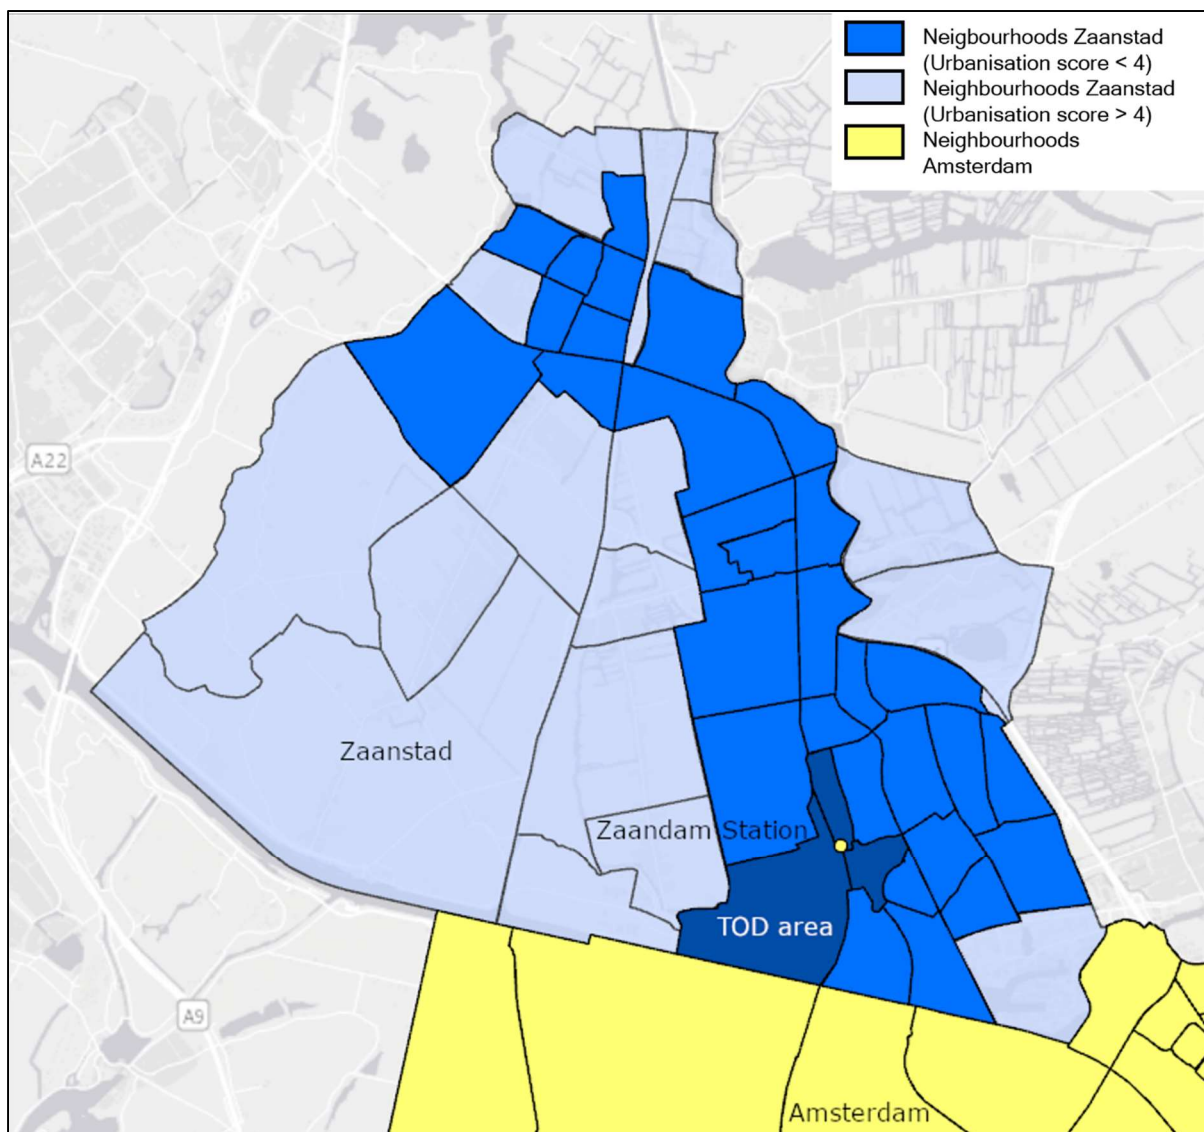 Neigbourhoods Zaanstad
(Urbanisation score < 4)
Neighbourhoods Zaanstad
(Urbanisation score > 4)
Neighbourhoods
Amsterdam
A22
Zaanstad
Zaandam Station
TOD area
A9
Amsterdam